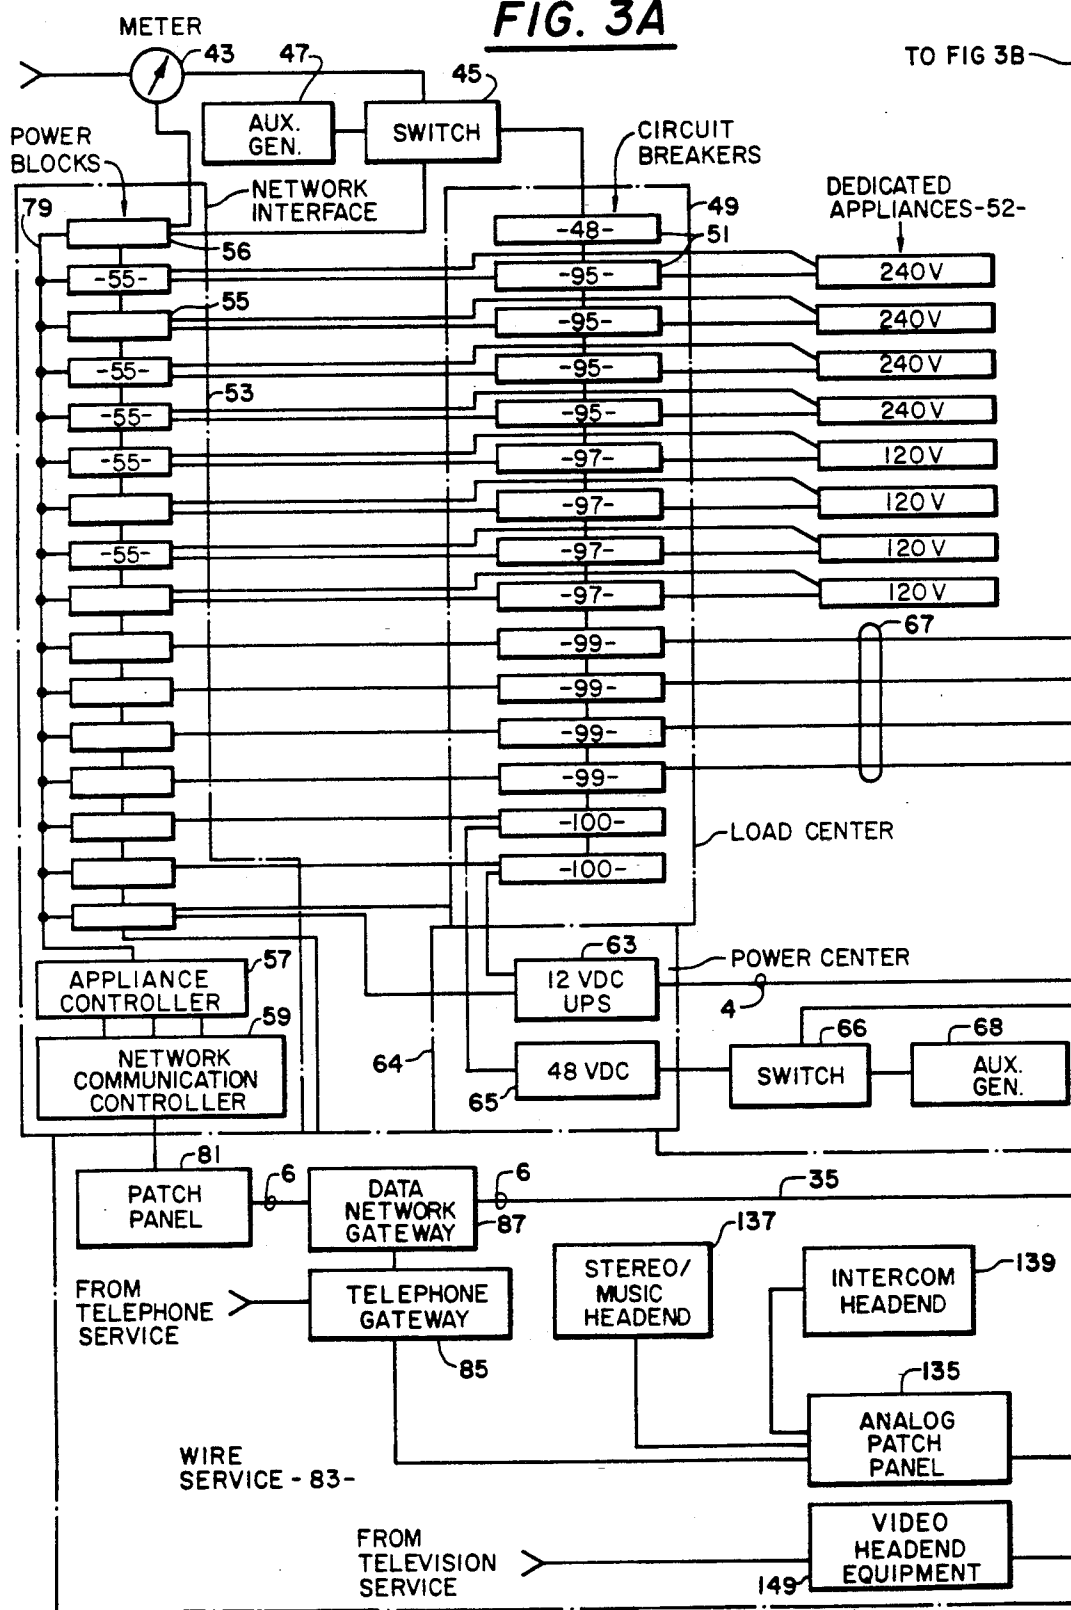 FIG. 3A
METER
43
47
45
TO FIG 3B
AUX.
GEN.
SWITCH
POWER
BLOCKS
CIRCUIT
BREAKERS
NETWORK
INTERFACE
DEDICATED
APPLIANCES-52-
79
56
-48-
49
51
-55-
-95-
240V
55
-95-
240V
-55-
-95-
240V
53
-55-
-95-
240V
-55-
-97-
120V
-97-
120V
-55-
-97-
120V
-97-
120V
67
-99-
-99-
-99-
-99-
-100-
LOAD CENTER
-100-
57
63
POWER CENTER
APPLIANCE
CONTROLLER
12 VDC
UPS
4
59
64
66
68
NETWORK
COMMUNICATION
CONTROLLER
48 VDC
65
SWITCH
AUX.
GEN.
81
6
6
35
PATCH
PANEL
DATA
NETWORK
GATEWAY
87
137
139
FROM
TELEPHONE
SERVICE
TELEPHONE
GATEWAY
85
STEREO/
MUSIC
HEADEND
INTERCOM
HEADEND
135
ANALOG
PATCH
PANEL
WIRE
SERVICE - 83-
FROM
TELEVISION
SERVICE
VIDEO
HEADEND
EQUIPMENT
149